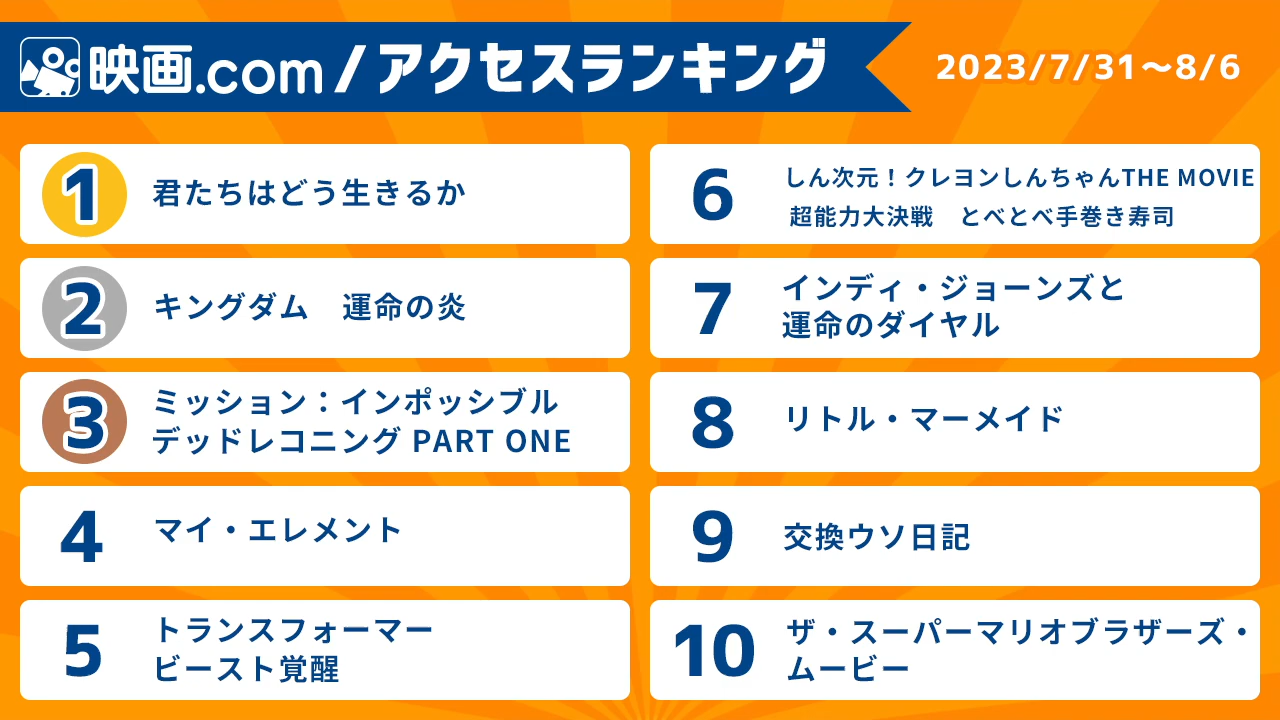 映画.com/アクセスランキング
2023/7/31〜8/6
1 君たちはどう生きるか
2 キングダム　運命の炎
3 ミッション：インポッシブル
デッドレコニング PART ONE
4 マイ・エレメント
5 トランスフォーマー
ビースト覚醒
6 しん次元！クレヨンしんちゃんTHE MOVIE
超能力大決戦　とべとべ手巻き寿司
7 インディ・ジョーンズと
運命のダイヤル
8 リトル・マーメイド
9 交換ウソ日記
10 ザ・スーパーマリオブラザーズ・
ムービー